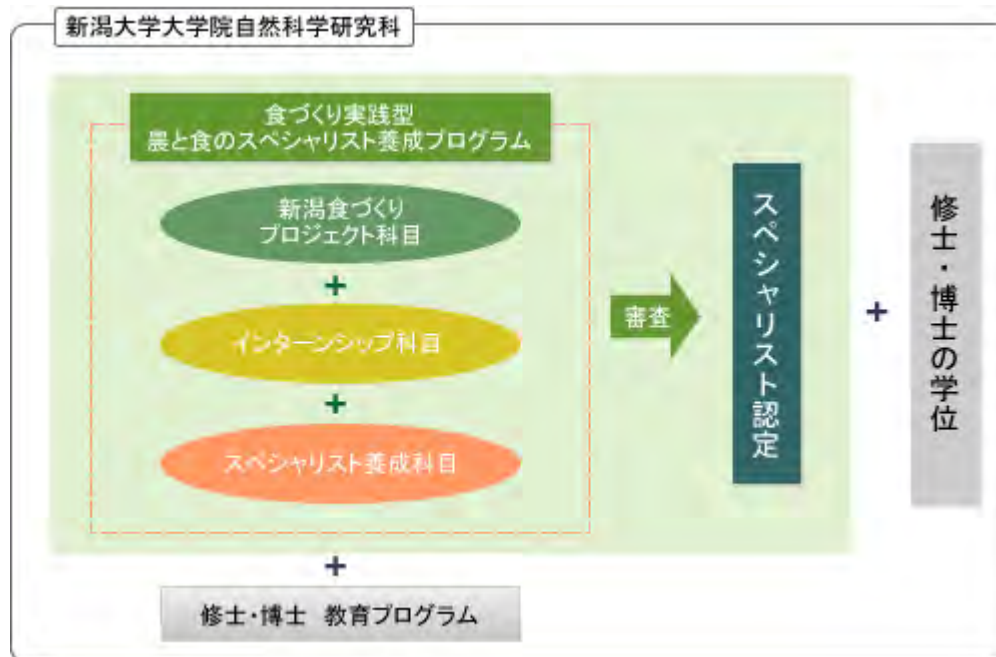 新潟大学大学院自然科学研究科
食づくり実践型
農と食のスペシャリスト養成プログラム
新潟食づくり
プロジェクト科目
+
インターンシップ科目
+
スペシャリスト養成科目
審査
スペシャリスト認定
+
修士・博士の学位
+
修士・博士 教育プログラム